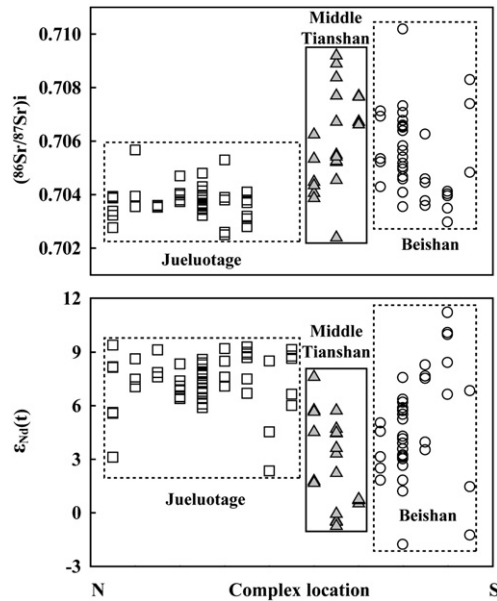 (86Sr/87Sr)i
0.710
0.708
0.706
0.704
0.702
Middle
Tianshan
Jueluotage
Beishan
εNd(t)
12
9
6
3
0
-3
Middle
Tianshan
Jueluotage
Beishan
N Complex location S